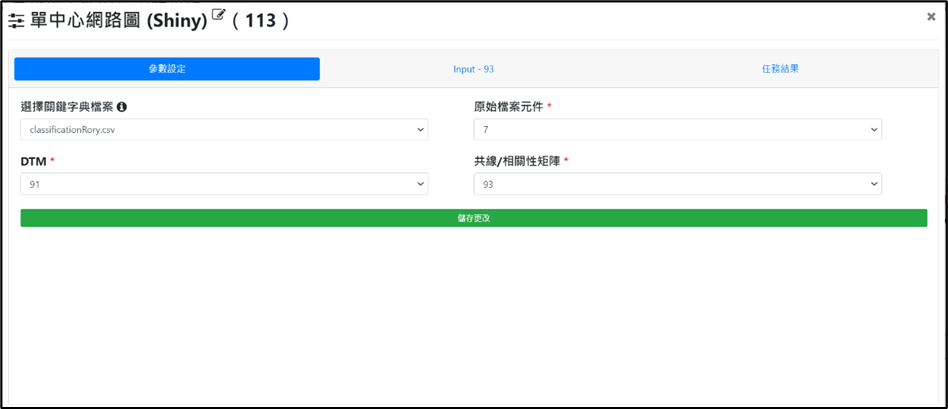 單中心網路圖 (Shiny) ( 113 )
參數設定
Input - 93
任務結果
選擇關鍵字典檔案
原始檔案元件 *
classificationRory.csv
7
DTM *
共線/相關性矩陣 *
91
93
儲存更改